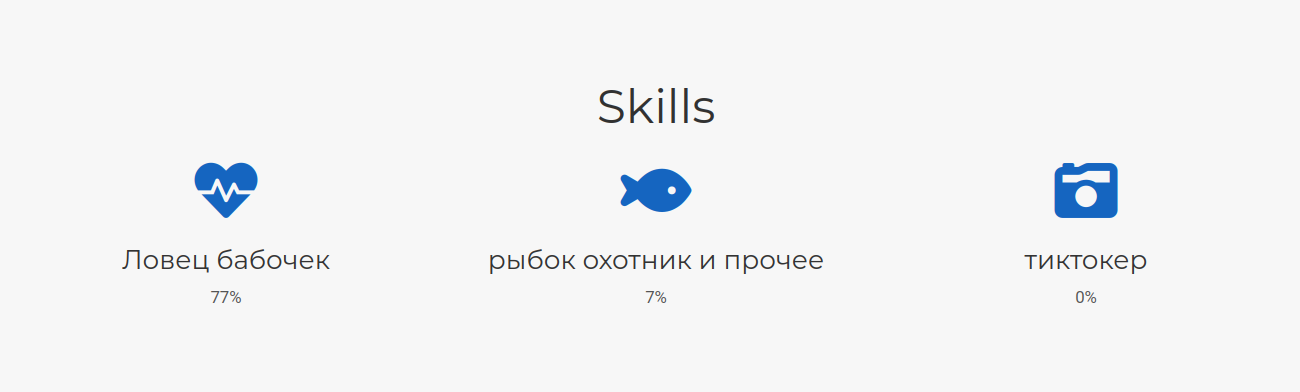 Skills
Ловец бабочек
рыбок охотник и прочее
тиктокер
77%
7%
0%